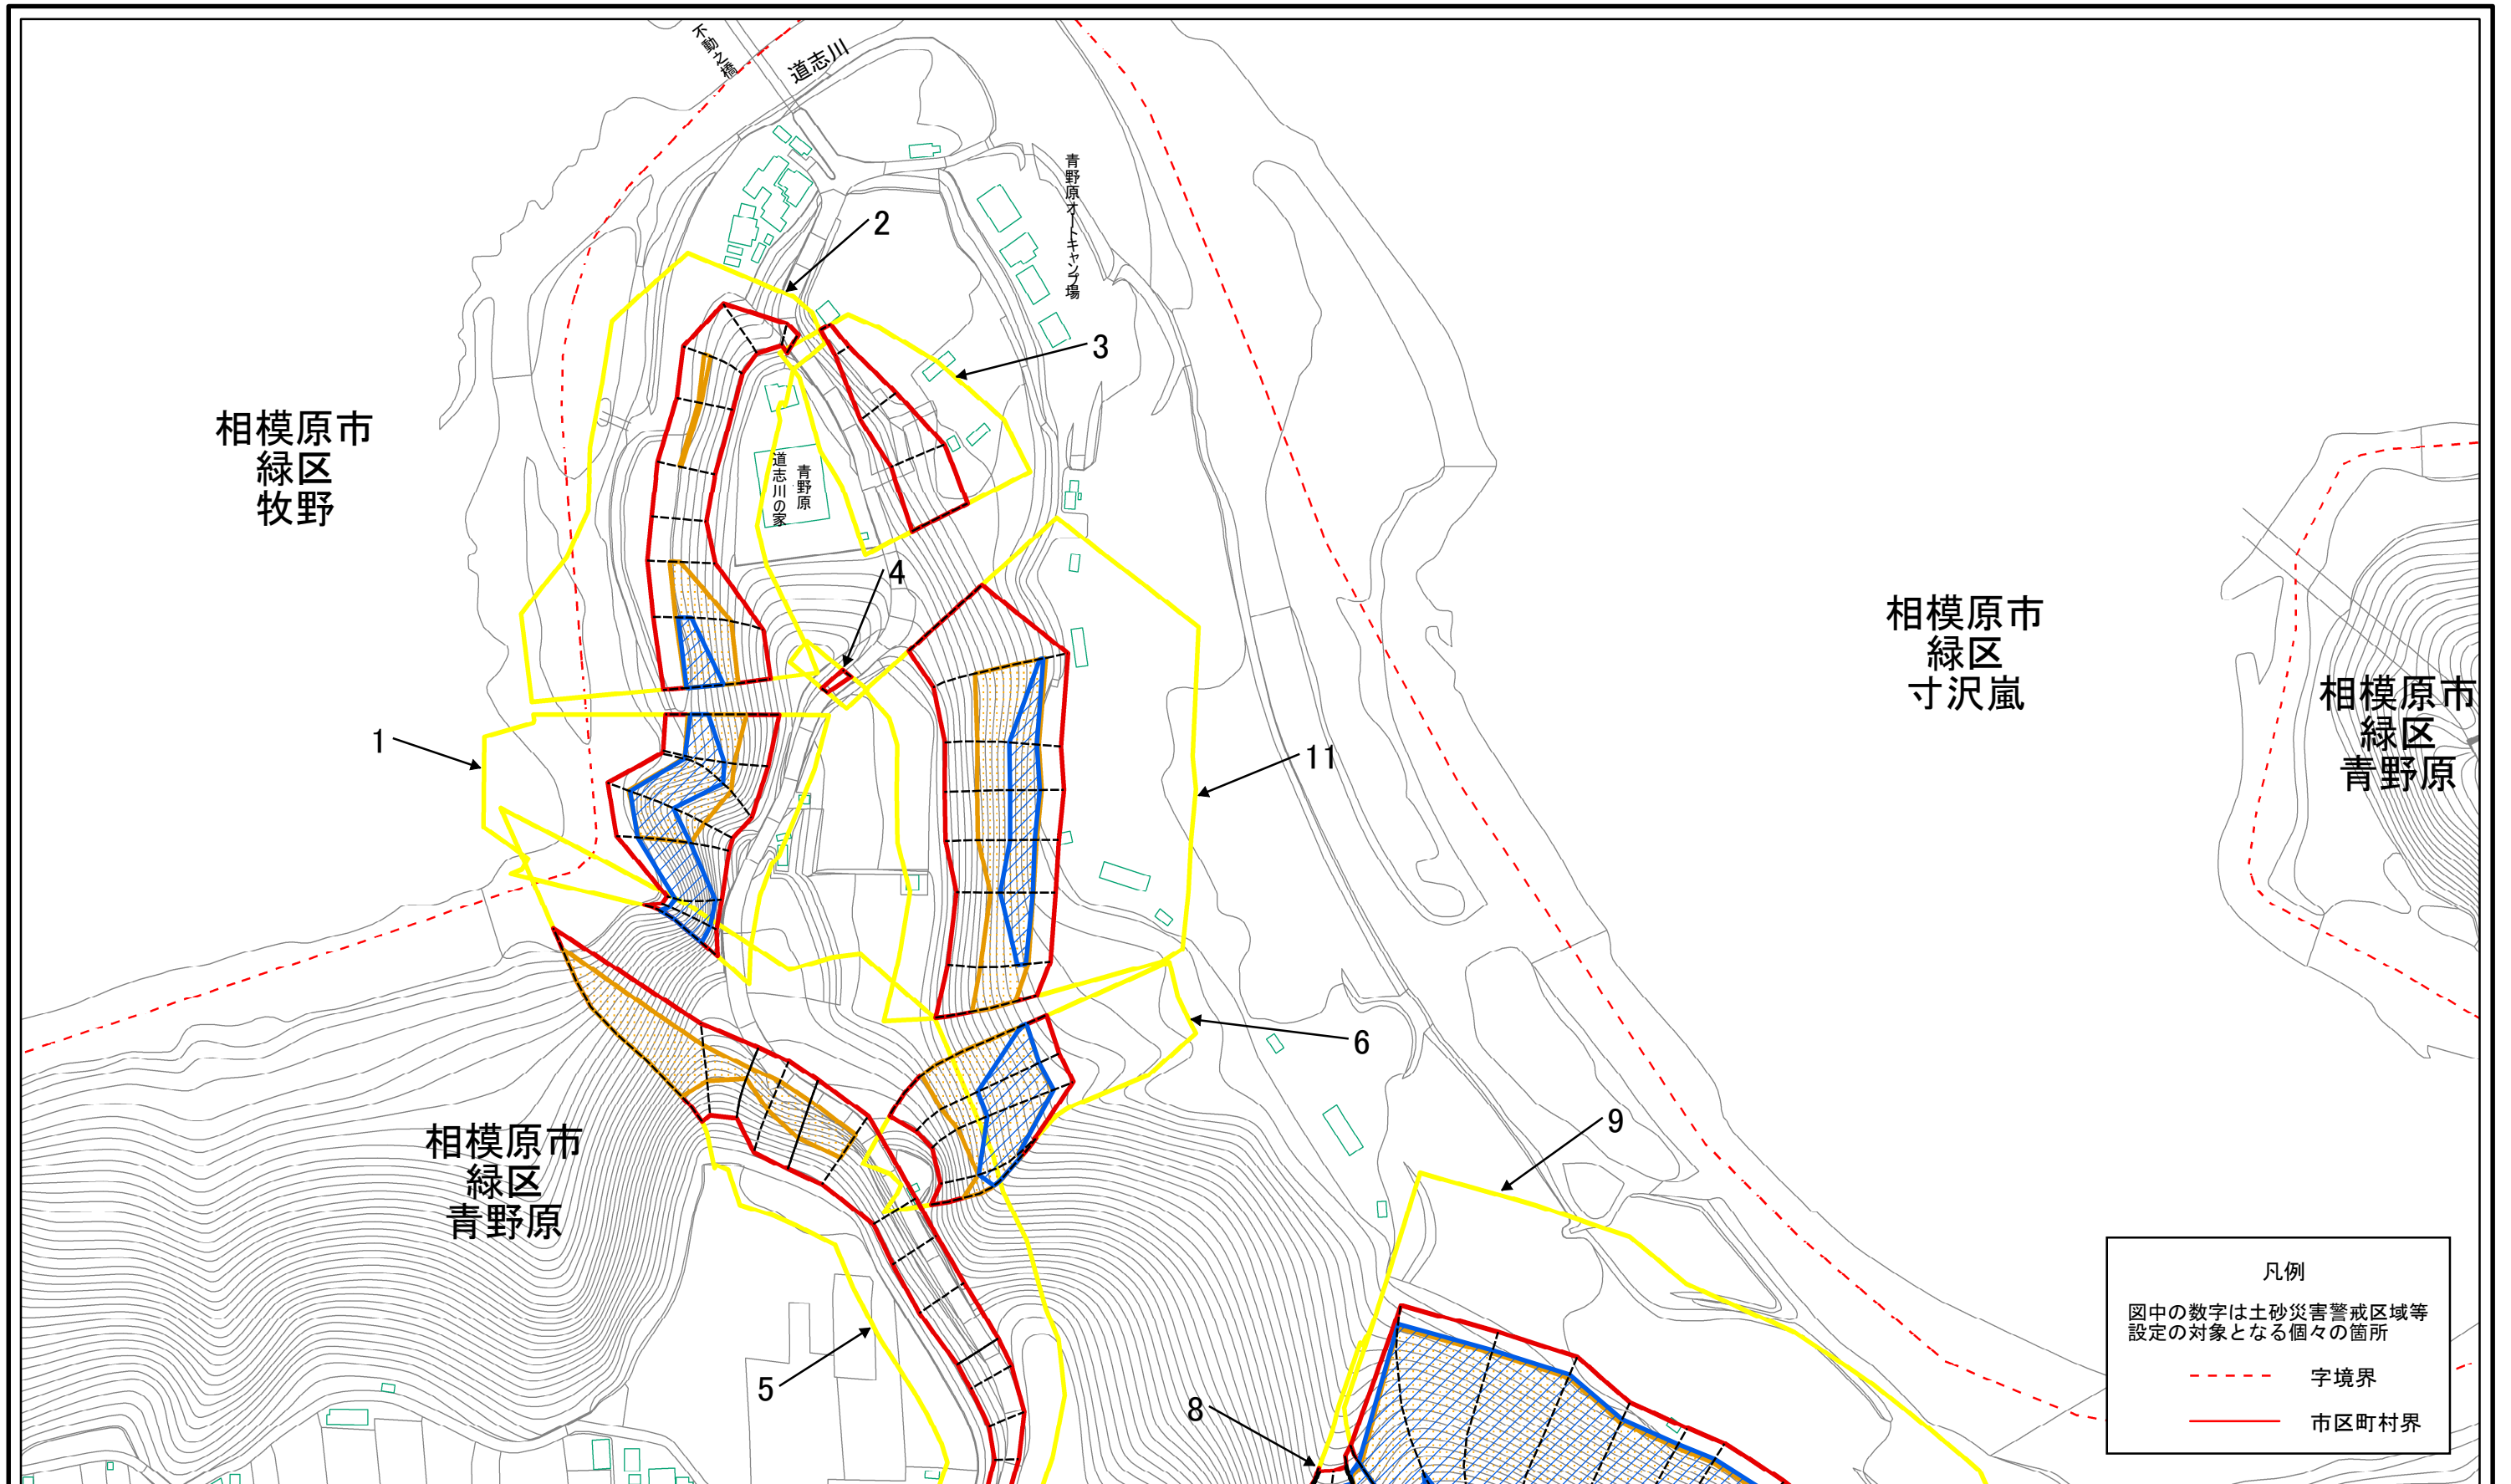 不動之橋
道志川
青野原オートキャンプ場
2
3
相模原市
緑区
牧野
青野原
道志川の家
4
相模原市
緑区
寸沢嵐
相模原市
緑区
青野原
1
11
6
9
相模原市
緑区
青野原
5
8
凡例
図中の数字は土砂災害警戒区域等
設定の対象となる個々の箇所
字境界
市区町村界